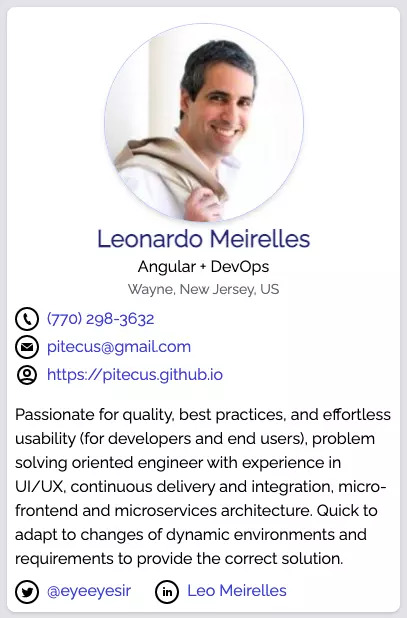 Leonardo Meirelles
Angular + DevOps
Wayne, New Jersey, US
(770) 298-3632
pitecus@gmail.com
https://pitecus.github.io
Passionate for quality, best practices, and effortless
usability (for developers and end users), problem
solving oriented engineer with experience in
UI/UX, continuous delivery and integration, micro-
frontend and microservices architecture. Quick to
adapt to changes of dynamic environments and
requirements to provide the correct solution.
@eyeeyesir
in Leo Meirelles